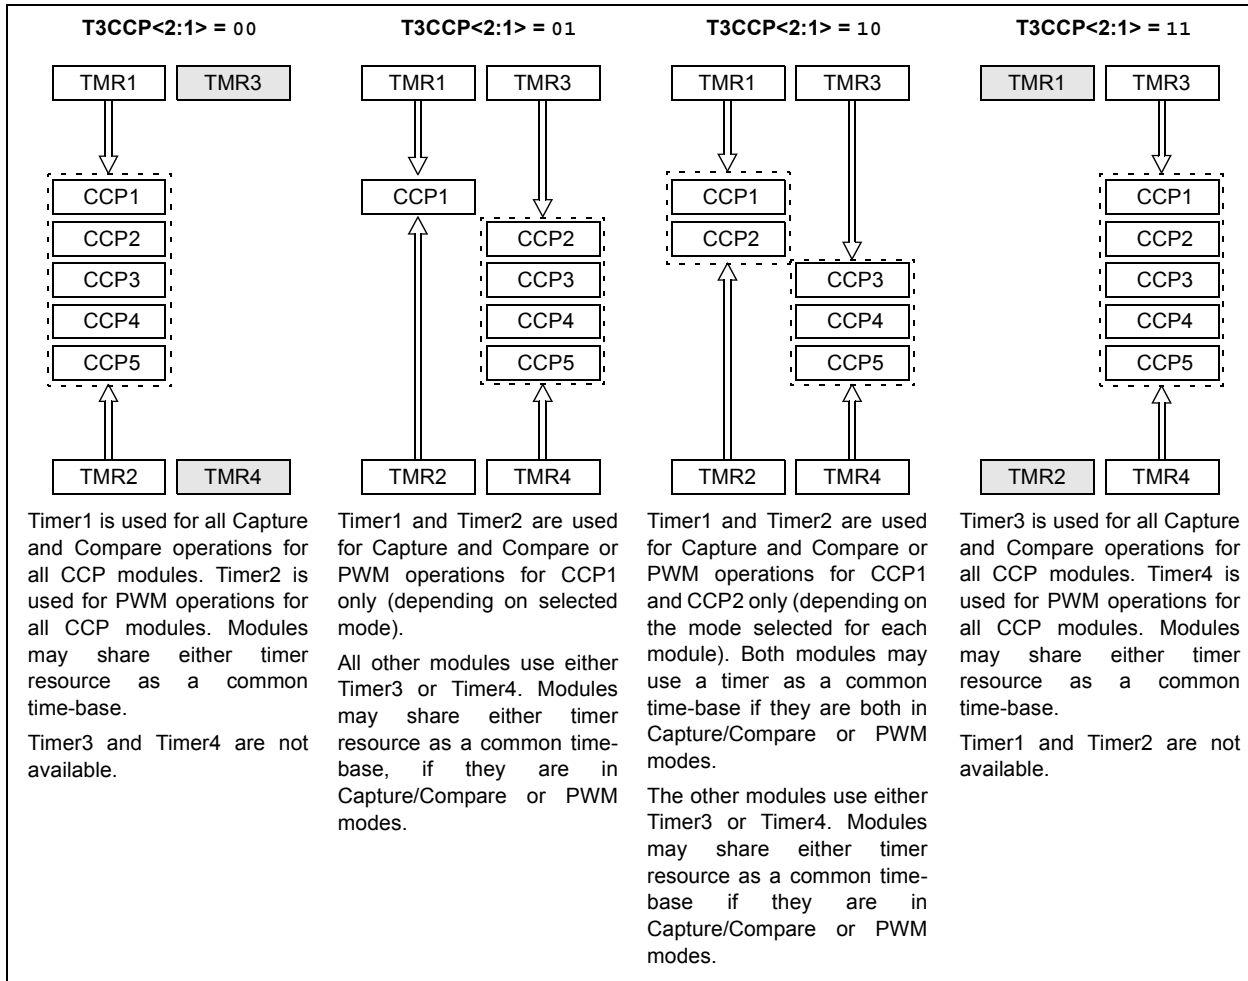 T3CCP<2:1> = 00
TMR1 TMR3
CCP1
CCP2
CCP3
CCP4
CCP5
TMR2 TMR4
Timer1 is used for all Capture
and Compare operations for
all CCP modules. Timer2 is
used for PWM operations for
all CCP modules. Modules
may share either timer
resource as a common
time-base.
Timer3 and Timer4 are not
available.
T3CCP<2:1> = 01
TMR1 TMR3
CCP1
CCP2
CCP3
CCP4
CCP5
TMR2 TMR4
Timer1 and Timer2 are used
for Capture and Compare or
PWM operations for CCP1
only (depending on selected
mode).
All other modules use either
Timer3 or Timer4. Modules
may share either timer
resource as a common time-
base, if they are in
Capture/Compare or PWM
modes.
T3CCP<2:1> = 10
TMR1 TMR3
CCP1
CCP2
CCP3
CCP4
CCP5
TMR2 TMR4
Timer1 and Timer2 are used
for Capture and Compare or
PWM operations for CCP1
and CCP2 only (depending on
the mode selected for each
module). Both modules may
use a timer as a common
time-base if they are both in
Capture/Compare or PWM
modes.
The other modules use either
Timer3 or Timer4. Modules
may share either timer
resource as a common time-
base if they are in
Capture/Compare or PWM
modes.
T3CCP<2:1> = 11
TMR1 TMR3
CCP1
CCP2
CCP3
CCP4
CCP5
TMR2 TMR4
Timer3 is used for all Capture
and Compare operations for
all CCP modules. Timer4 is
used for PWM operations for
all CCP modules. Modules
may share either timer
resource as a common
time-base.
Timer1 and Timer2 are not
available.